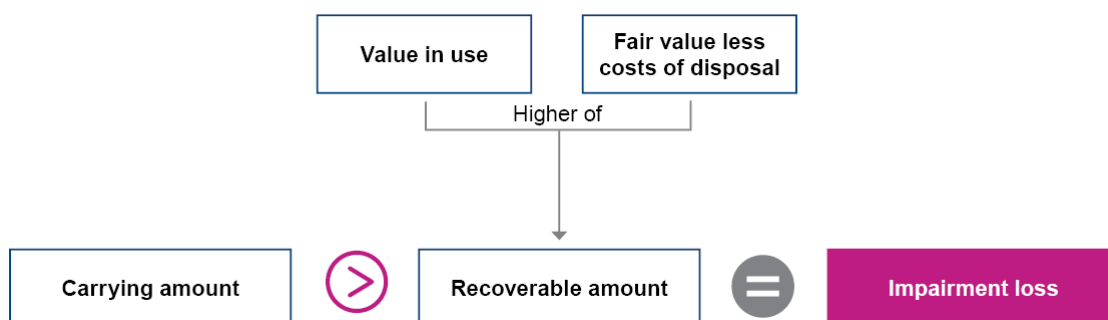 Value in use
Fair value less
costs of disposal
Higher of
Carrying amount
>
Recoverable amount
=
Impairment loss